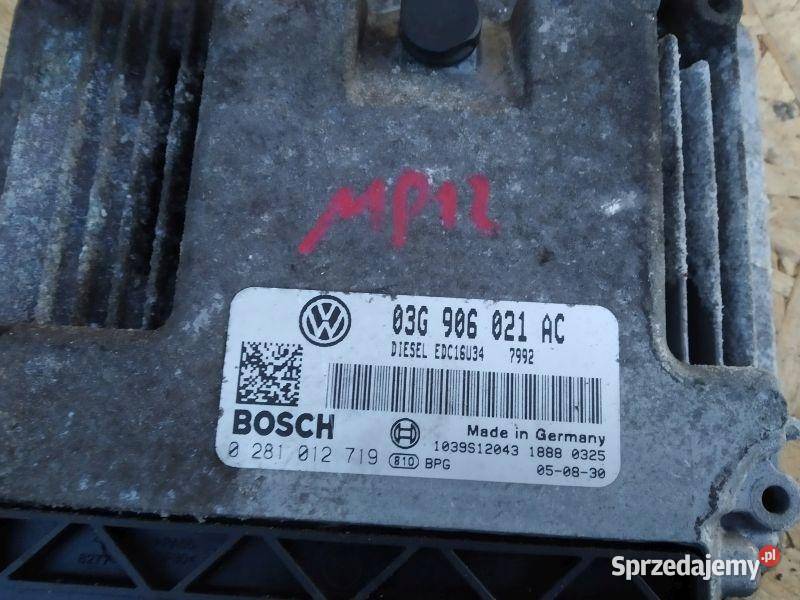 MP12
VW
03G 906 021 AC
DIESEL EDC16U34 7992
BOSCH
Made in Germany
0 281 012 719 810 BPG
1039S12043 1888 0325
05-08-30
Sprzedajemy.pl